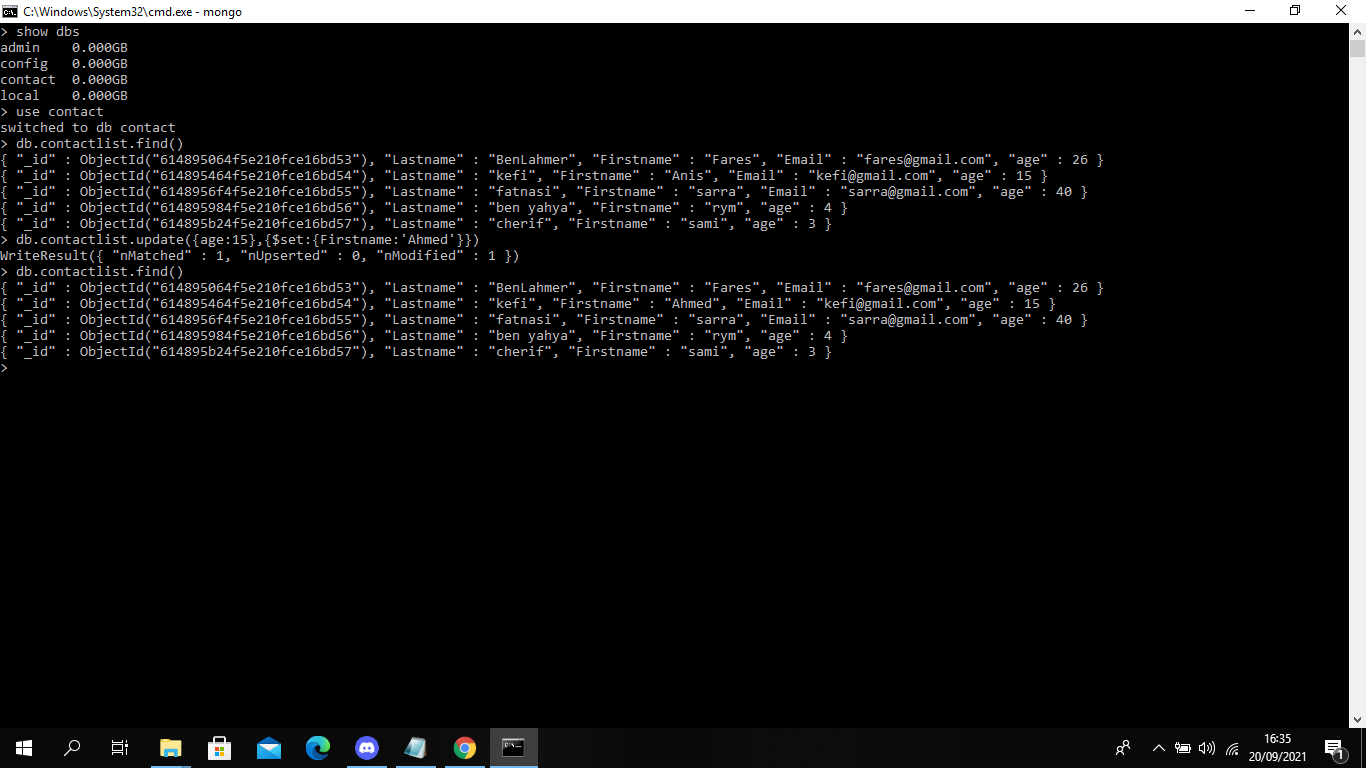 C:\Windows\System32\cmd.exe - mongo
> show dbs
admin    0.000GB
config   0.000GB
contact  0.000GB
local    0.000GB
> use contact
switched to db contact
> db.contactlist.find()
{ "_id" : ObjectId("614895064f5e210fce16bd53"), "Lastname" : "BenLahmer", "Firstname" : "Fares", "Email" : "fares@gmail.com", "age" : 26 }
{ "_id" : ObjectId("614895464f5e210fce16bd54"), "Lastname" : "kefi", "Firstname" : "Anis", "Email" : "kefi@gmail.com", "age" : 15 }
{ "_id" : ObjectId("6148956f4f5e210fce16bd55"), "Lastname" : "fatnasi", "Firstname" : "sarra", "Email" : "sarra@gmail.com", "age" : 40 }
{ "_id" : ObjectId("614895984f5e210fce16bd56"), "Lastname" : "ben yahya", "Firstname" : "rym", "age" : 4 }
{ "_id" : ObjectId("614895b24f5e210fce16bd57"), "Lastname" : "cherif", "Firstname" : "sami", "age" : 3 }
> db.contactlist.update({age:15},{$set:{Firstname:'Ahmed'}})
WriteResult({ "nMatched" : 1, "nUpserted" : 0, "nModified" : 1 })
> db.contactlist.find()
{ "_id" : ObjectId("614895064f5e210fce16bd53"), "Lastname" : "BenLahmer", "Firstname" : "Fares", "Email" : "fares@gmail.com", "age" : 26 }
{ "_id" : ObjectId("614895464f5e210fce16bd54"), "Lastname" : "kefi", "Firstname" : "Ahmed", "Email" : "kefi@gmail.com", "age" : 15 }
{ "_id" : ObjectId("6148956f4f5e210fce16bd55"), "Lastname" : "fatnasi", "Firstname" : "sarra", "Email" : "sarra@gmail.com", "age" : 40 }
{ "_id" : ObjectId("614895984f5e210fce16bd56"), "Lastname" : "ben yahya", "Firstname" : "rym", "age" : 4 }
{ "_id" : ObjectId("614895b24f5e210fce16bd57"), "Lastname" : "cherif", "Firstname" : "sami", "age" : 3 }
>
16:35
20/09/2021
1